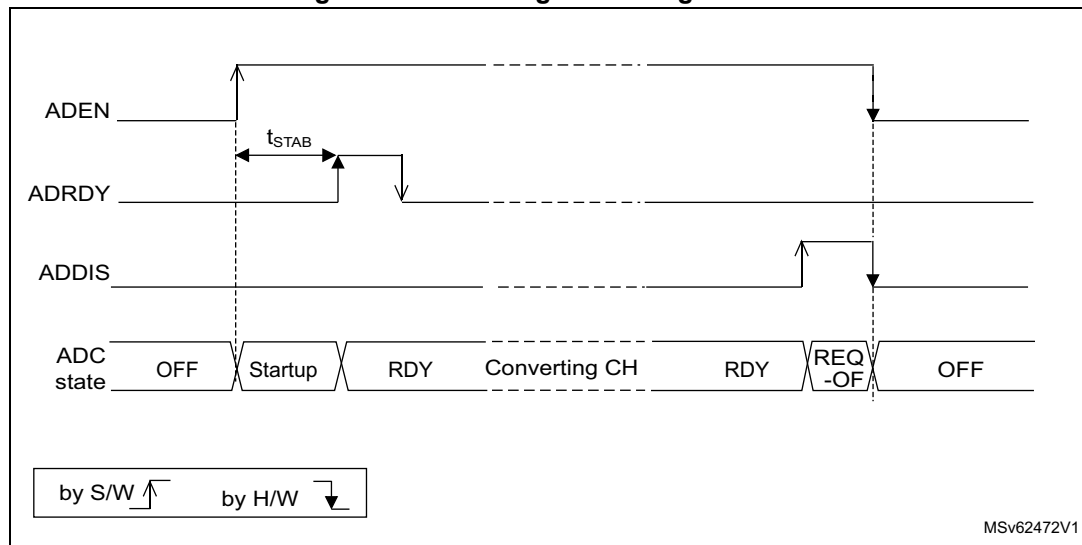 ADEN
tSTAB
ADRDY
ADDIS
ADC
state
OFF
Startup
RDY
Converting CH
RDY
REQ
-OF
OFF
by S/W
by H/W
MSv62472V1